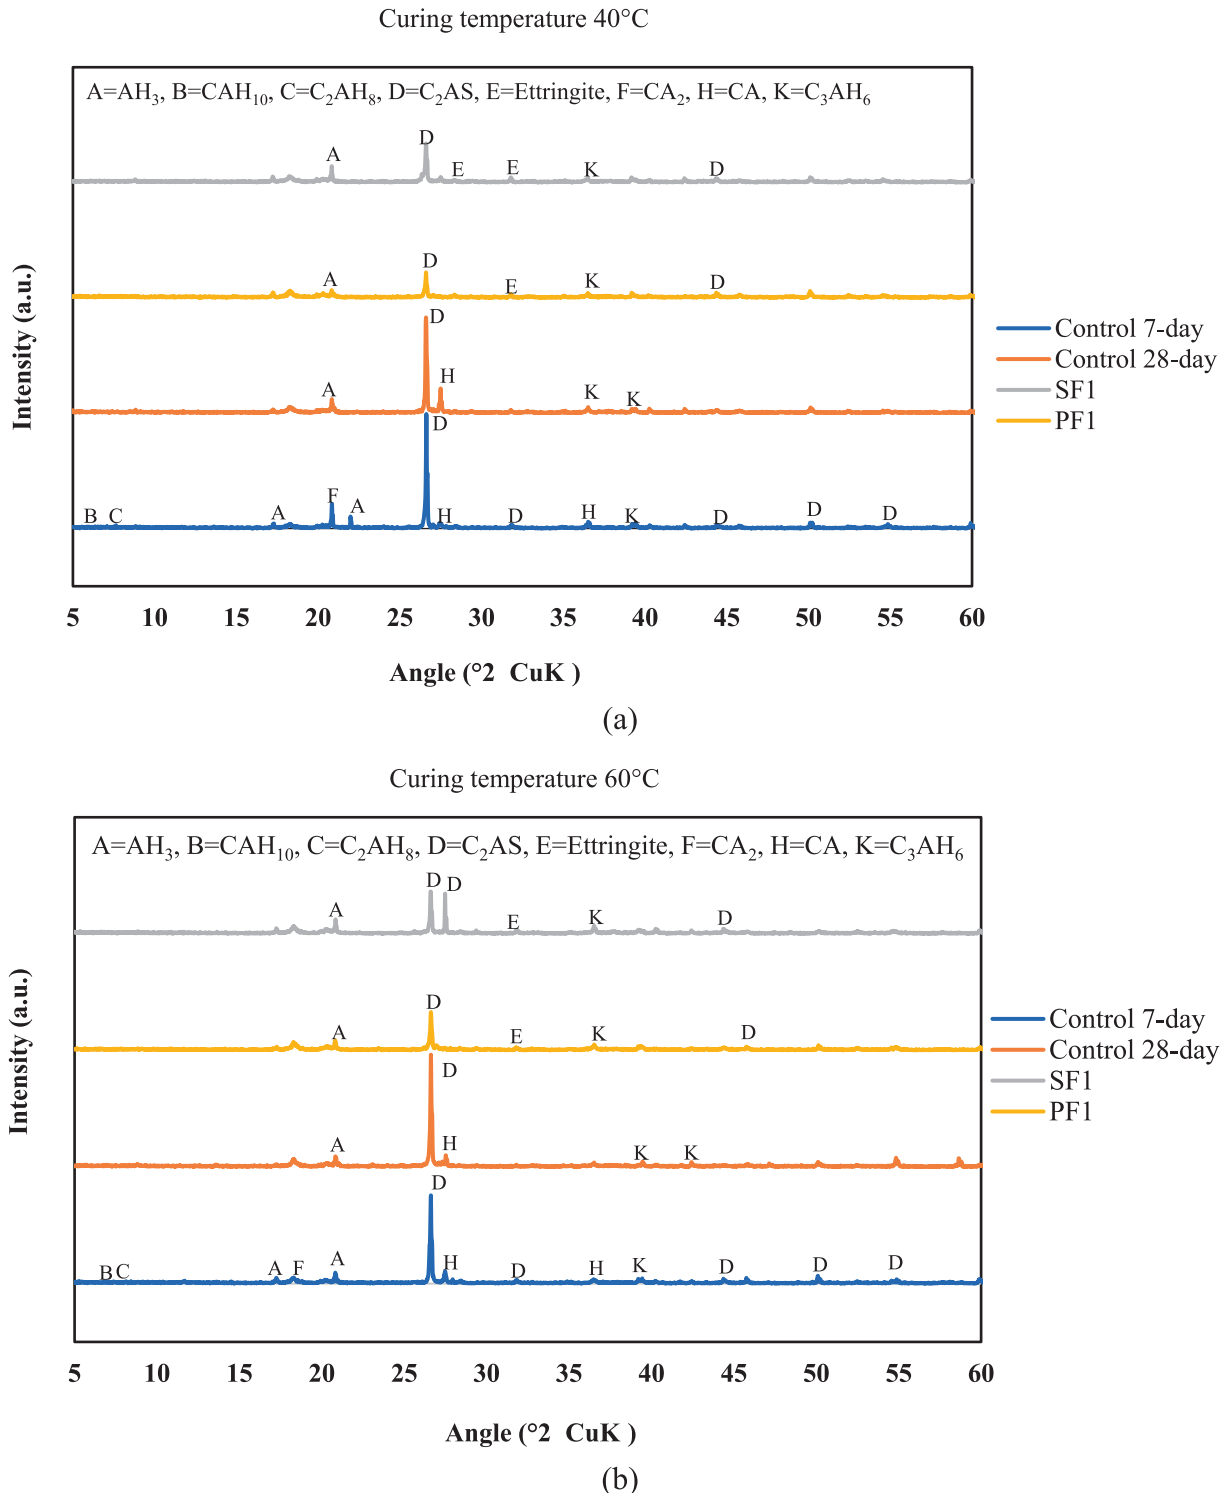 Curing temperature 40°C
A=AH₃, B=CAH₁₀, C=C₂AH₈, D=C₂AS, E=Ettringite, F=CA₂, H=CA, K=C₃AH₆
D
A
E
E
K
D
D
A
E
K
D
D
H
A
K
K
D
B
C
A
F
A
H
D
H
K
D
D
D
Intensity (a.u.)
Control 7-day
Control 28-day
SF1
PF1
5 10 15 20 25 30 35 40 45 50 55 60
Angle (°2 CuK )
(a)
Curing temperature 60°C
A=AH₃, B=CAH₁₀, C=C₂AH₈, D=C₂AS, E=Ettringite, F=CA₂, H=CA, K=C₃AH₆
D
D
A
E
K
D
D
A
E
K
D
D
A
H
K
K
D
B
C
A
F
A
H
D
H
K
D
D
D
Intensity (a.u.)
Control 7-day
Control 28-day
SF1
PF1
5 10 15 20 25 30 35 40 45 50 55 60
Angle (°2 CuK )
(b)